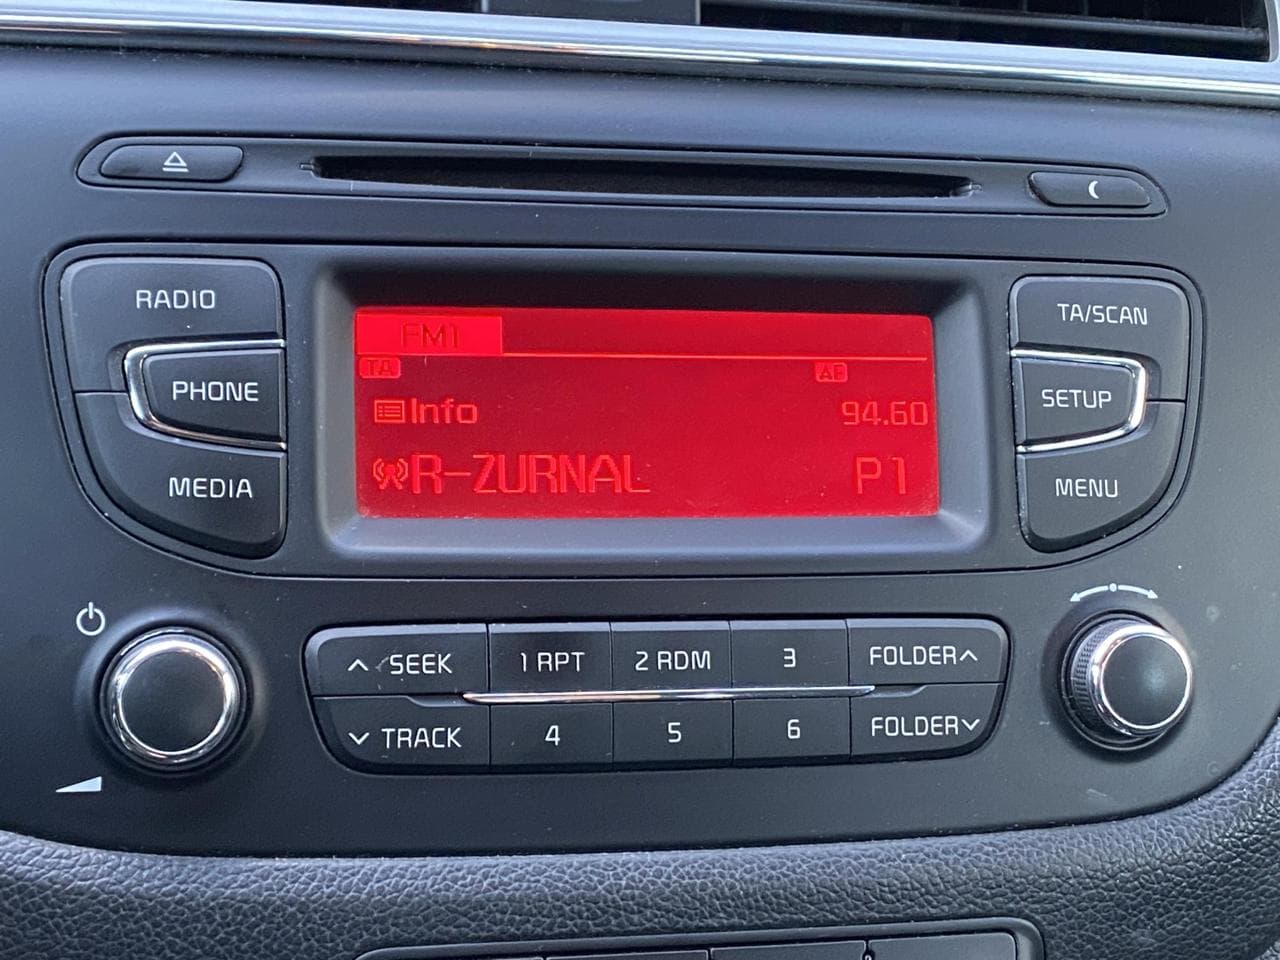 RADIO
PHONE
MEDIA
FM1
TA
AF
Info
94.60
R-ZURNAL
P1
TA/SCAN
SETUP
MENU
SEEK
1 RPT
2 RDM
3
FOLDER
TRACK
4
5
6
FOLDER